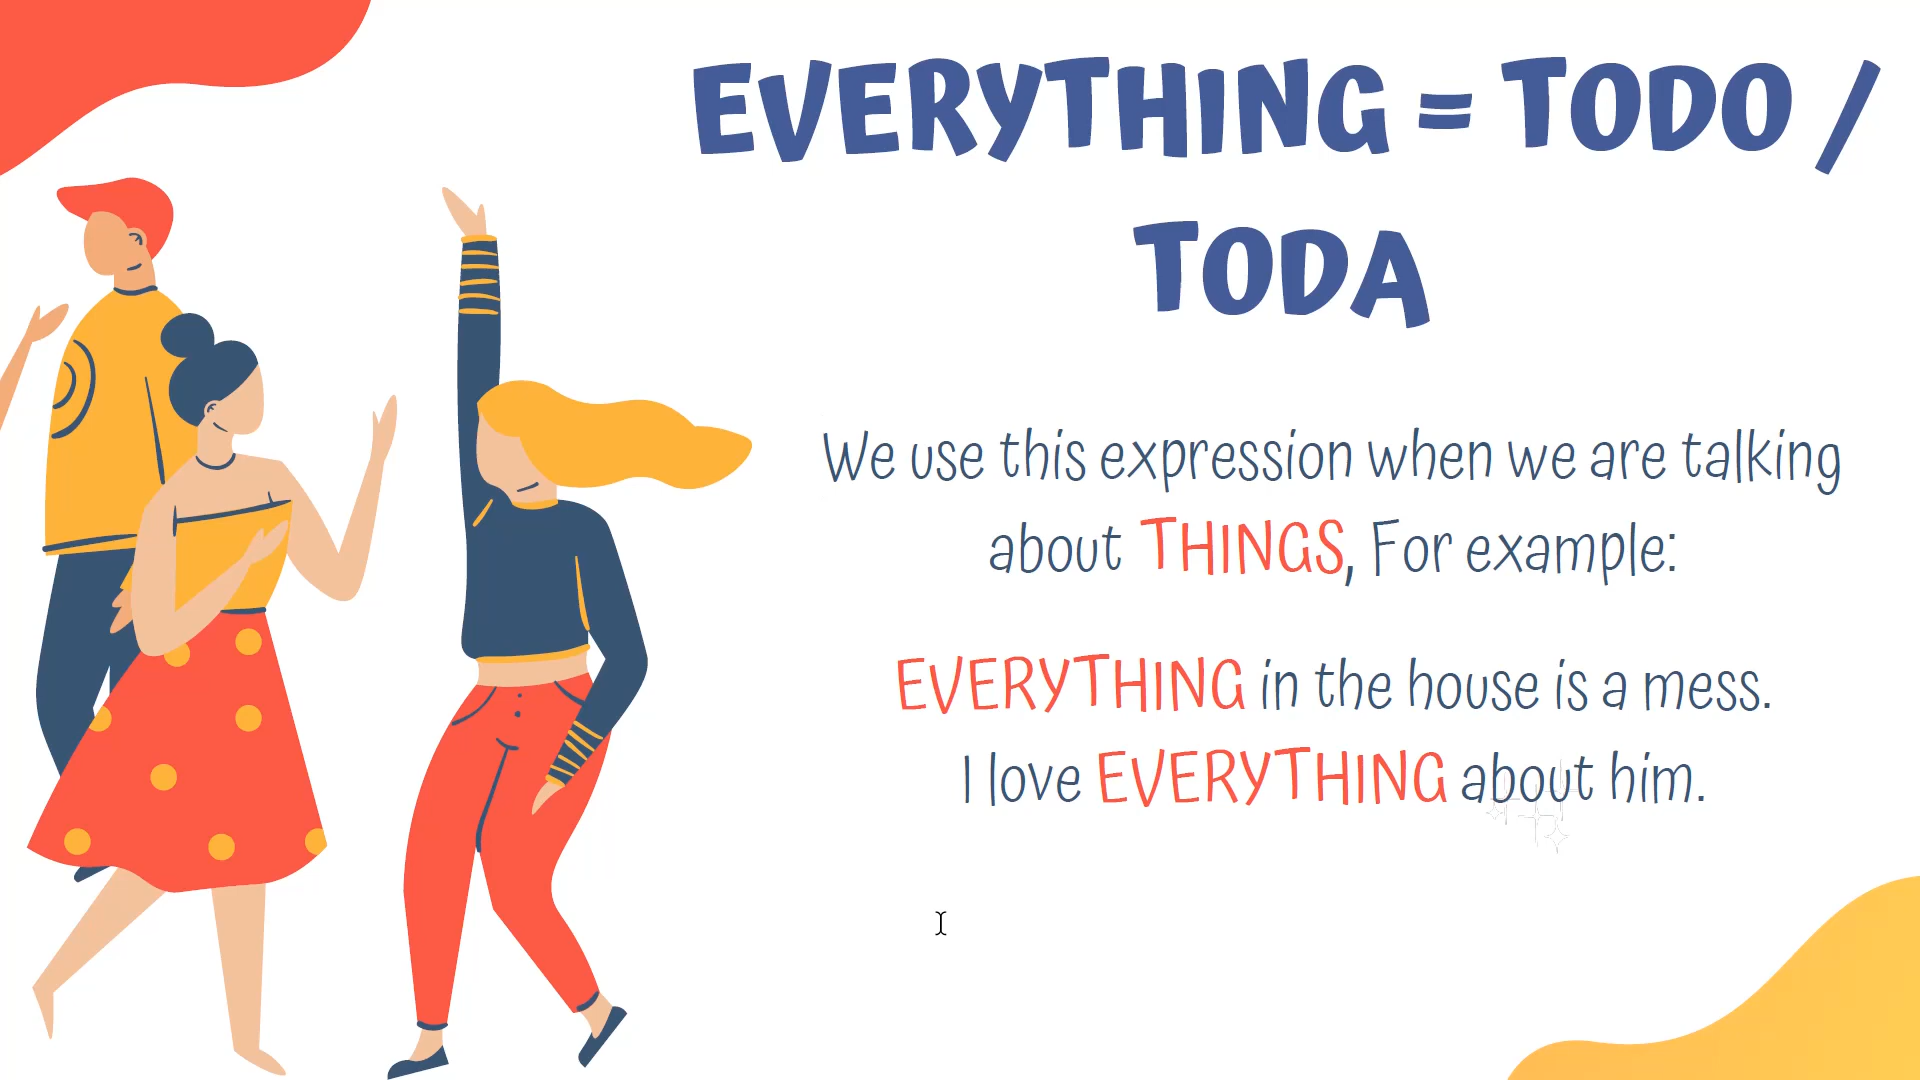 EVERYTHING = TODO /
TODA
We use this expression when we are talking
about THINGS, For example:
EVERYTHING in the house is a mess.
I love EVERYTHING about him.